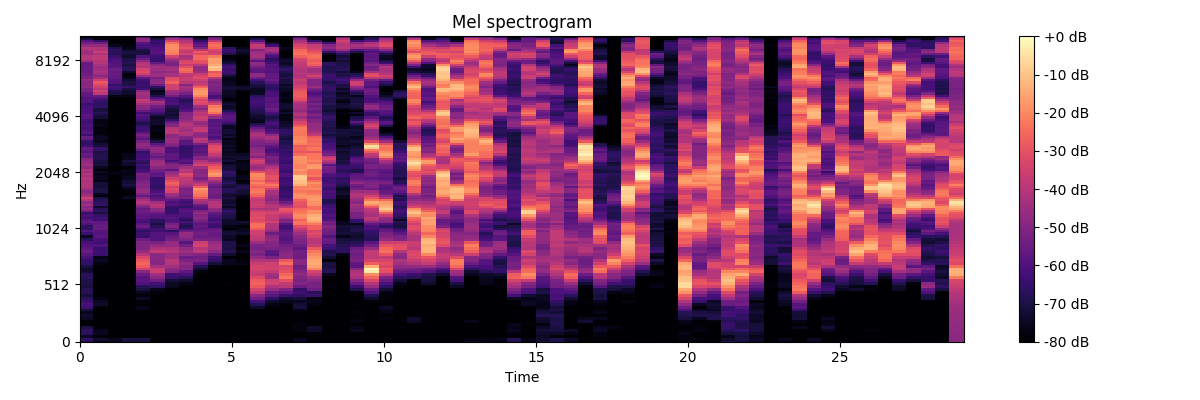 Mel spectrogram
+0 dB
8192
-10 dB
4096
-20 dB
-30 dB
Hz
2048
-40 dB
1024
-50 dB
-60 dB
512
-70 dB
0
-80 dB
0 5 10 15 20 25
Time